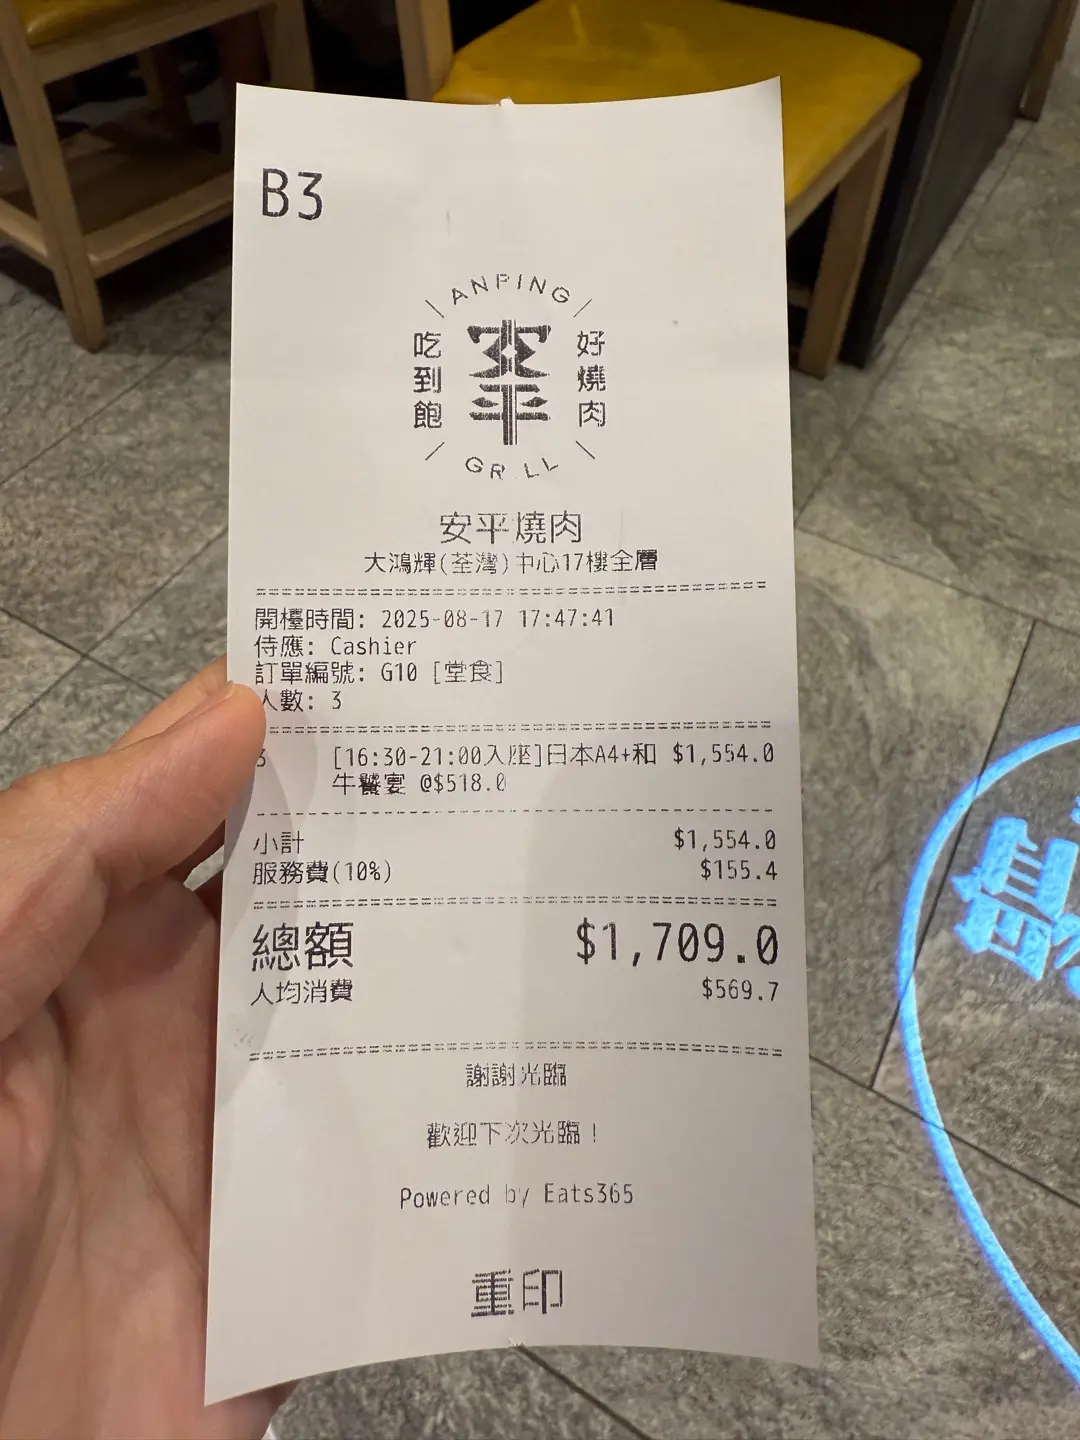 B3
ANPING
吃到飽
安平
好燒肉
GRILL
安平燒肉
大鴻輝(荃灣)中心17樓全層
開檯時間: 2025-08-17 17:47:41
侍應: Cashier
訂單編號: G10 [堂食]
人數: 3
3 [16:30-21:00入座]日本A4+和 $1,554.0
牛饗宴 @$518.0
小計 $1,554.0
服務費(10%) $155.4
總額 $1,709.0
人均消費 $569.7
謝謝光臨
歡迎下次光臨！
Powered by Eats365
重印